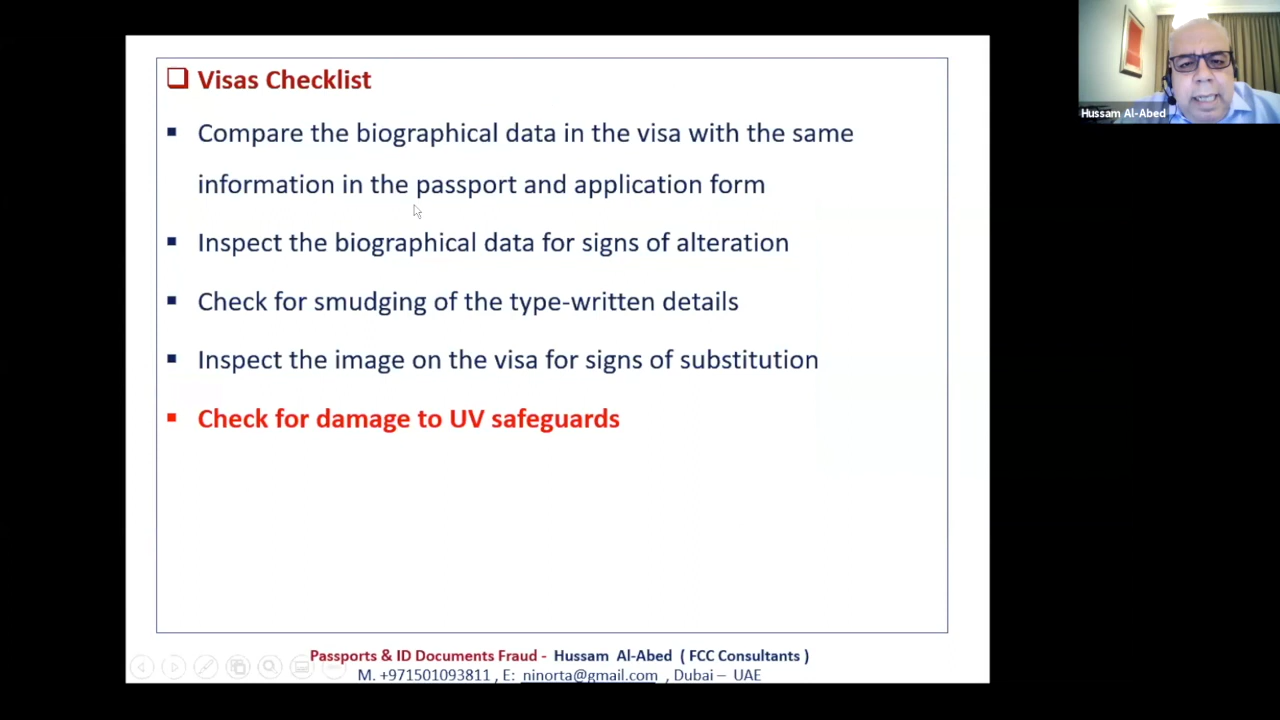 Visas Checklist
Compare the biographical data in the visa with the same
information in the passport and application form
Inspect the biographical data for signs of alteration
Check for smudging of the type-written details
Inspect the image on the visa for signs of substitution
Check for damage to UV safeguards
Passports & ID Documents Fraud - Hussam Al-Abed ( FCC Consultants )
M. +971501093811 , E: ninorta@gmail.com , Dubai – UAE
Hussam Al-Abed